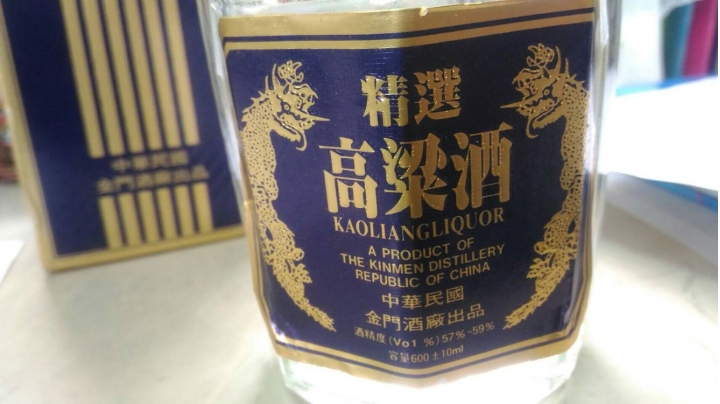 中華民國
金門酒廠出品
精選
高粱酒
KAOLIANGLIQUOR
A PRODUCT OF
THE KINMEN DISTILLERY
REPUBLIC OF CHINA
中華民國
金門酒廠出品
酒精度(Vol %)57%-59%
容量600±10ml